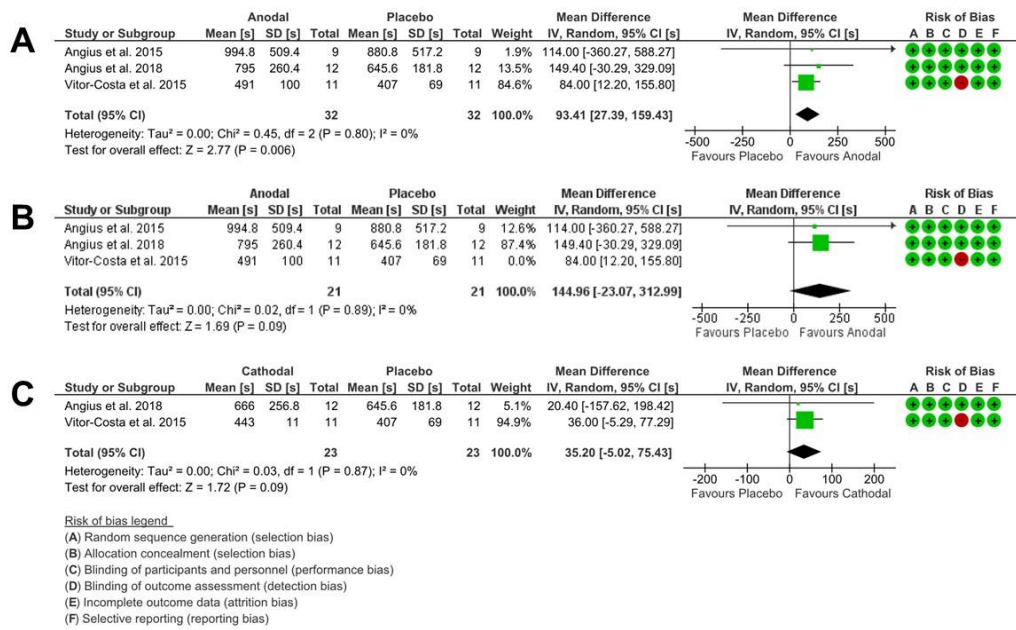 A
Anodal Placebo Mean Difference Mean Difference Risk of Bias
Study or Subgroup Mean [s] SD [s] Total Mean [s] SD [s] Total Weight IV, Random, 95% CI [s] IV, Random, 95% CI [s] A B C D E F
Angius et al. 2015 994.8 509.4 9 880.8 517.2 9 1.9% 114.00 [-360.27, 588.27] + + + + + +
Angius et al. 2018 795 260.4 12 645.6 181.8 12 13.5% 149.40 [-30.29, 329.09] + + + + + +
Vitor-Costa et al. 2015 491 100 11 407 69 11 84.6% 84.00 [12.20, 155.80] + + + - + +
Total (95% CI) 32 32 100.0% 93.41 [27.39, 159.43]
Heterogeneity: Tau² = 0.00; Chi² = 0.45, df = 2 (P = 0.80); I² = 0%
Test for overall effect: Z = 2.77 (P = 0.006)
-500 -250 0 250 500
Favours Placebo Favours Anodal
B
Anodal Placebo Mean Difference Mean Difference Risk of Bias
Study or Subgroup Mean [s] SD [s] Total Mean [s] SD [s] Total Weight IV, Random, 95% CI [s] IV, Random, 95% CI [s] A B C D E F
Angius et al. 2015 994.8 509.4 9 880.8 517.2 9 12.6% 114.00 [-360.27, 588.27] + + + + + +
Angius et al. 2018 795 260.4 12 645.6 181.8 12 87.4% 149.40 [-30.29, 329.09] + + + + + +
Vitor-Costa et al. 2015 491 100 11 407 69 11 0.0% 84.00 [12.20, 155.80] + + + - + +
Total (95% CI) 21 21 100.0% 144.96 [-23.07, 312.99]
Heterogeneity: Tau² = 0.00; Chi² = 0.02, df = 1 (P = 0.89); I² = 0%
Test for overall effect: Z = 1.69 (P = 0.09)
-500 -250 0 250 500
Favours Placebo Favours Anodal
C
Cathodal Placebo Mean Difference Mean Difference Risk of Bias
Study or Subgroup Mean [s] SD [s] Total Mean [s] SD [s] Total Weight IV, Random, 95% CI [s] IV, Random, 95% CI [s] A B C D E F
Angius et al. 2018 666 256.8 12 645.6 181.8 12 5.1% 20.40 [-157.62, 198.42] + + + + + +
Vitor-Costa et al. 2015 443 11 11 407 69 11 94.9% 36.00 [-5.29, 77.29] + + + - + +
Total (95% CI) 23 23 100.0% 35.20 [-5.02, 75.43]
Heterogeneity: Tau² = 0.00; Chi² = 0.03, df = 1 (P = 0.87); I² = 0%
Test for overall effect: Z = 1.72 (P = 0.09)
-200 -100 0 100 200
Favours Placebo Favours Cathodal
Risk of bias legend
(A) Random sequence generation (selection bias)
(B) Allocation concealment (selection bias)
(C) Blinding of participants and personnel (performance bias)
(D) Blinding of outcome assessment (detection bias)
(E) Incomplete outcome data (attrition bias)
(F) Selective reporting (reporting bias)